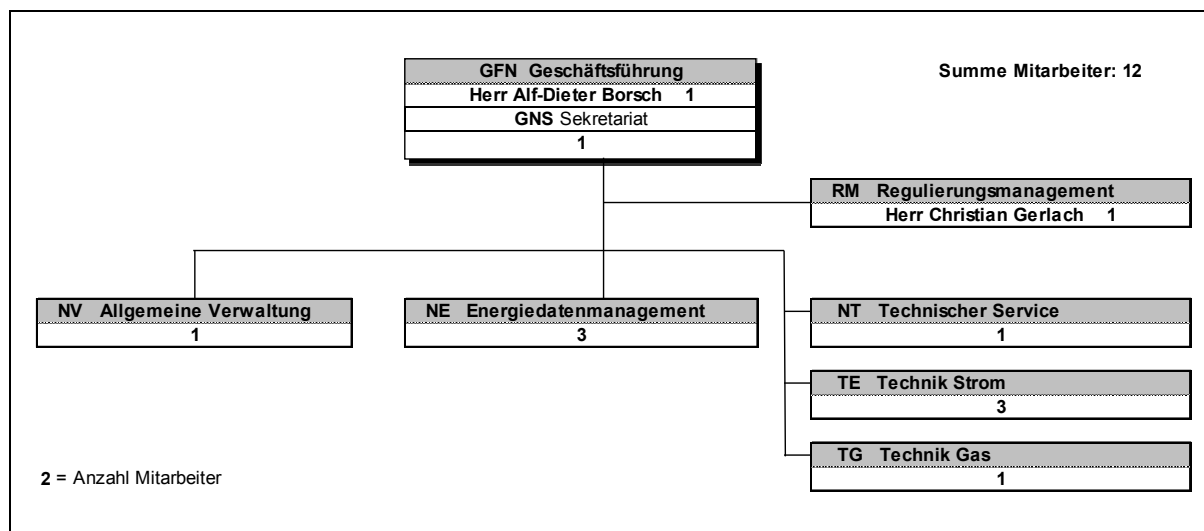 GFN Geschäftsführung
Herr Alf-Dieter Borsch 1
GNS Sekretariat
1
Summe Mitarbeiter: 12
RM Regulierungsmanagement
Herr Christian Gerlach 1
NV Allgemeine Verwaltung
1
NE Energiedatenmanagement
3
NT Technischer Service
1
TE Technik Strom
3
TG Technik Gas
1
2 = Anzahl Mitarbeiter